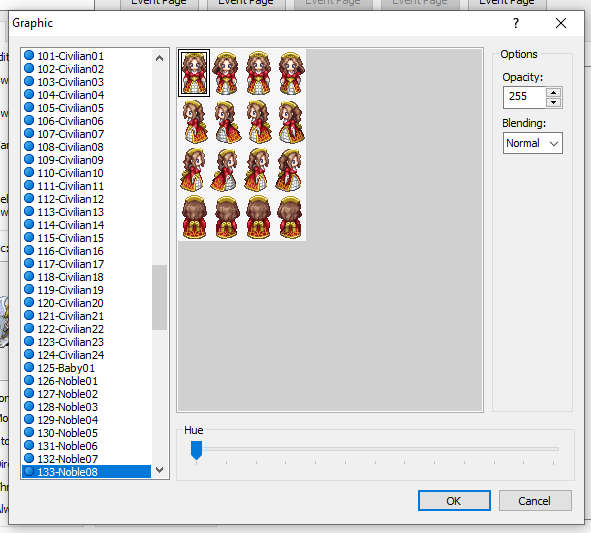 Event Page Event Page Event Page Event Page Event Page
Graphic
?
101-Civilian01
102-Civilian02
103-Civilian03
104-Civilian04
105-Civilian05
106-Civilian06
107-Civilian07
108-Civilian08
109-Civilian09
110-Civilian10
111-Civilian11
112-Civilian12
113-Civilian13
114-Civilian14
115-Civilian15
116-Civilian16
117-Civilian17
118-Civilian18
119-Civilian19
120-Civilian20
121-Civilian21
122-Civilian22
123-Civilian23
124-Civilian24
125-Baby01
126-Noble01
127-Noble02
128-Noble03
129-Noble04
130-Noble05
131-Noble06
132-Noble07
133-Noble08
Options
Opacity:
255
Blending:
Normal
Hue
OK
Cancel